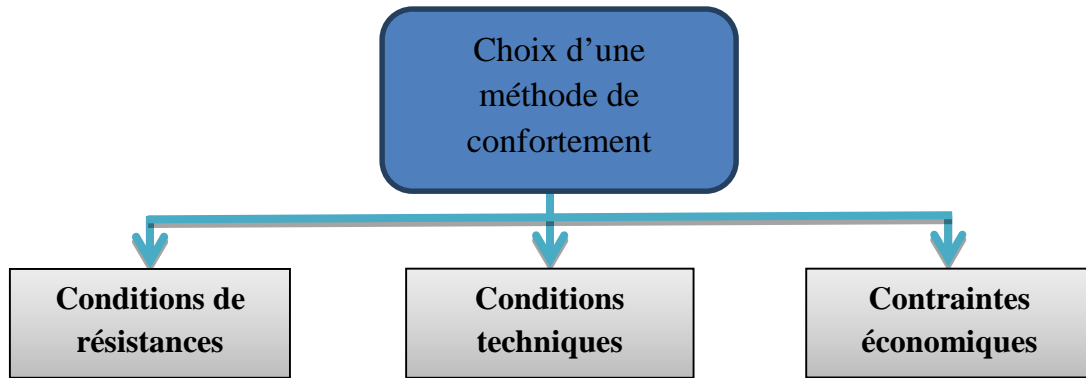 Choix d’une
méthode de
confortement
Conditions de
résistances
Conditions
techniques
Contraintes
économiques